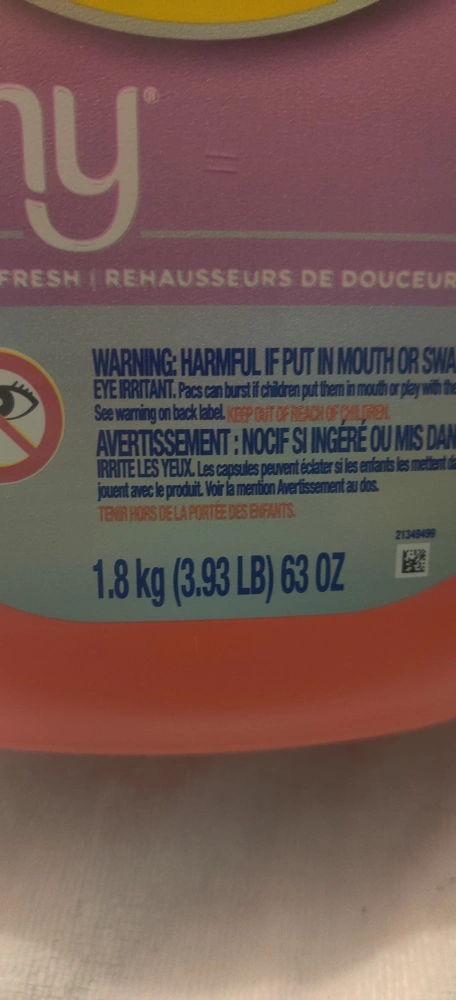 ny®
FRESH | REHAUSSEURS DE DOUCEUR
WARNING: HARMFUL IF PUT IN MOUTH OR SWA
EYE IRRITANT. Pacs can burst if children put them in mouth or play with the
See warning on back label. KEEP OUT OF REACH OF CHILDREN.
AVERTISSEMENT : NOCIF SI INGÉRÉ OU MIS DAN
IRRITE LES YEUX. Les capsules peuvent éclater si les enfants les mettent da
jouent avec le produit. Voir la mention Avertissement au dos.
TENIR HORS DE LA PORTÉE DES ENFANTS.
21349499
1.8 kg (3.93 LB) 63 OZ